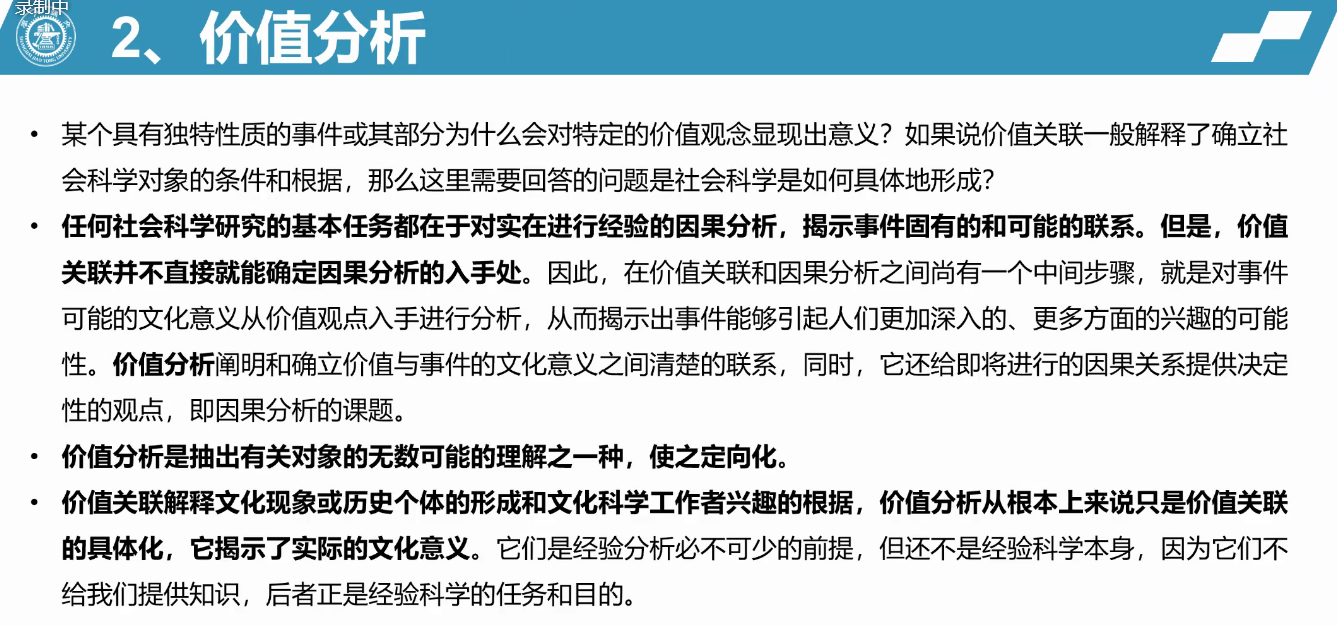 录制中
2、价值分析
• 某个具有独特性质的事件或其部分为什么会对特定的价值观念显现出意义？如果说价值关联一般解释了确立社
会科学对象的条件和根据，那么这里需要回答的问题是社会科学是如何具体地形成？
• 任何社会科学研究的基本任务都在于对实在进行经验的因果分析，揭示事件固有的和可能的联系。但是，价值
关联并不直接就能确定因果分析的入手处。因此，在价值关联和因果分析之间尚有一个中间步骤，就是对事件
可能的文化意义从价值观点入手进行分析，从而揭示出事件能够引起人们更加深入的、更多方面的兴趣的可能
性。价值分析阐明和确立价值与事件的文化意义之间清楚的联系，同时，它还给即将进行的因果关系提供决定
性的观点，即因果分析的课题。
• 价值分析是抽出有关对象的无数可能的理解之一种，使之定向化。
• 价值关联解释文化现象或历史个体的形成和文化科学工作者兴趣的根据，价值分析从根本上来说只是价值关联
的具体化，它揭示了实际的文化意义。它们是经验分析必不可少的前提，但还不是经验科学本身，因为它们不
给我们提供知识，后者正是经验科学的任务和目的。